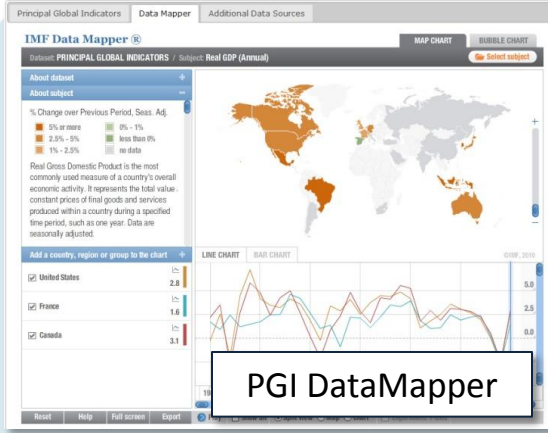 Principal Global Indicators Data Mapper Additional Data Sources
IMF Data Mapper ®
MAP CHART BUBBLE CHART
Dataset: PRINCIPAL GLOBAL INDICATORS / Subject: Real GDP (Annual)
Select subject
About dataset +
About subject −
% Change over Previous Period, Seas. Adj.
5% or more 0% - 1%
2.5% - 5% less than 0%
1% - 2.5% no data
Real Gross Domestic Product is the most
commonly used measure of a country's overall
economic activity. It represents the total value
constant prices of final goods and services
produced within a country during a specified
time period, such as one year. Data are
seasonally adjusted.
Add a country, region or group to the chart +
LINE CHART BAR CHART
©IMF, 2010
United States 2.8
France 1.6
Canada 3.1
5.0
2.5
0.0
PGI DataMapper
Reset Help Full screen Export